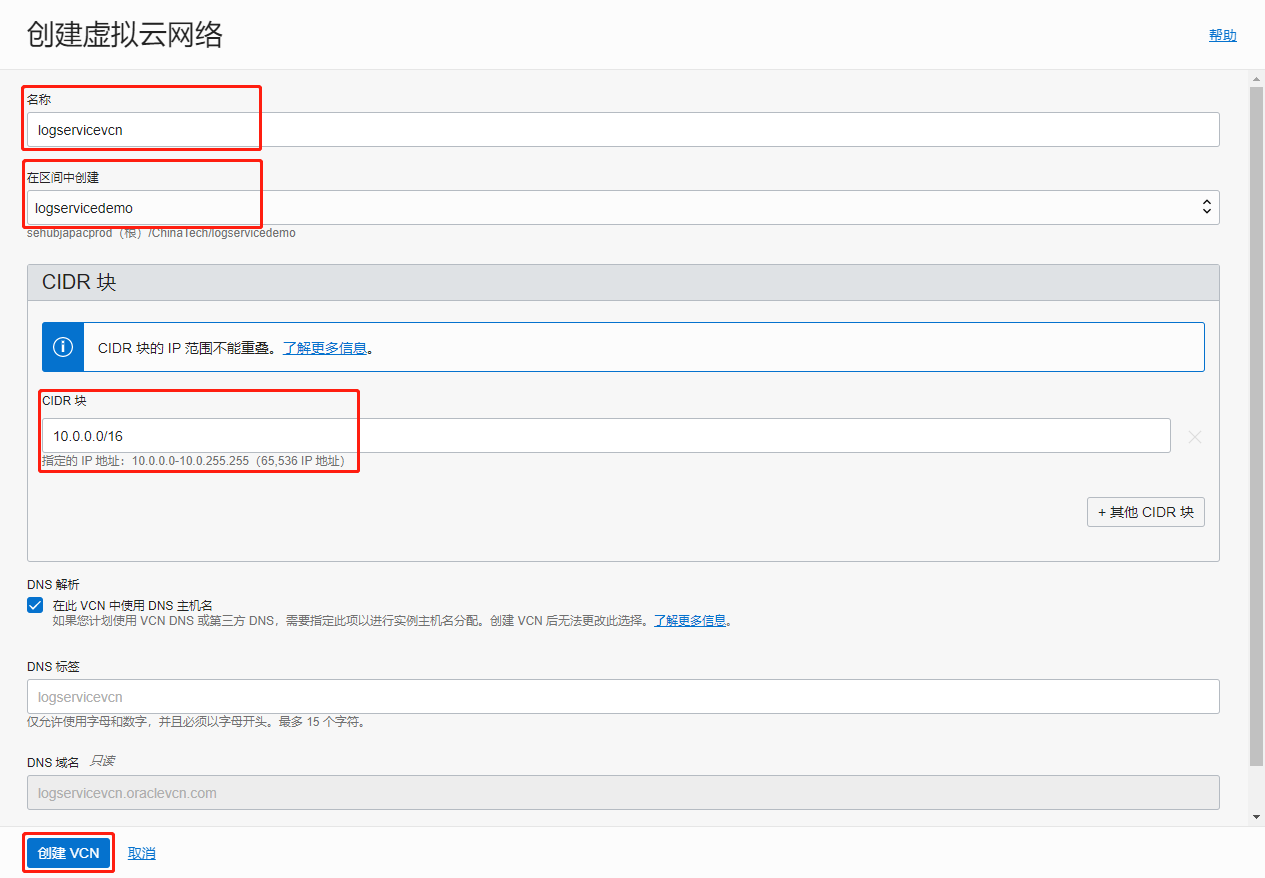 创建虚拟云网络
帮助
名称
logservicevcn
在区间中创建
logservicedemo
sehubjapacprod（根）/ChinaTech/logservicedemo
CIDR 块
CIDR 块的 IP 范围不能重叠。了解更多信息。
CIDR 块
10.0.0.0/16
指定的 IP 地址：10.0.0.0-10.0.255.255（65,536 IP 地址）
+ 其他 CIDR 块
DNS 解析
在此 VCN 中使用 DNS 主机名
如果您计划使用 VCN DNS 或第三方 DNS，需要指定此项以进行实例主机名分配。创建 VCN 后无法更改此选择。了解更多信息。
DNS 标签
logservicevcn
仅允许使用字母和数字，并且必须以字母开头。最多 15 个字符。
DNS 域名 只读
logservicevcn.oraclevcn.com
创建 VCN
取消